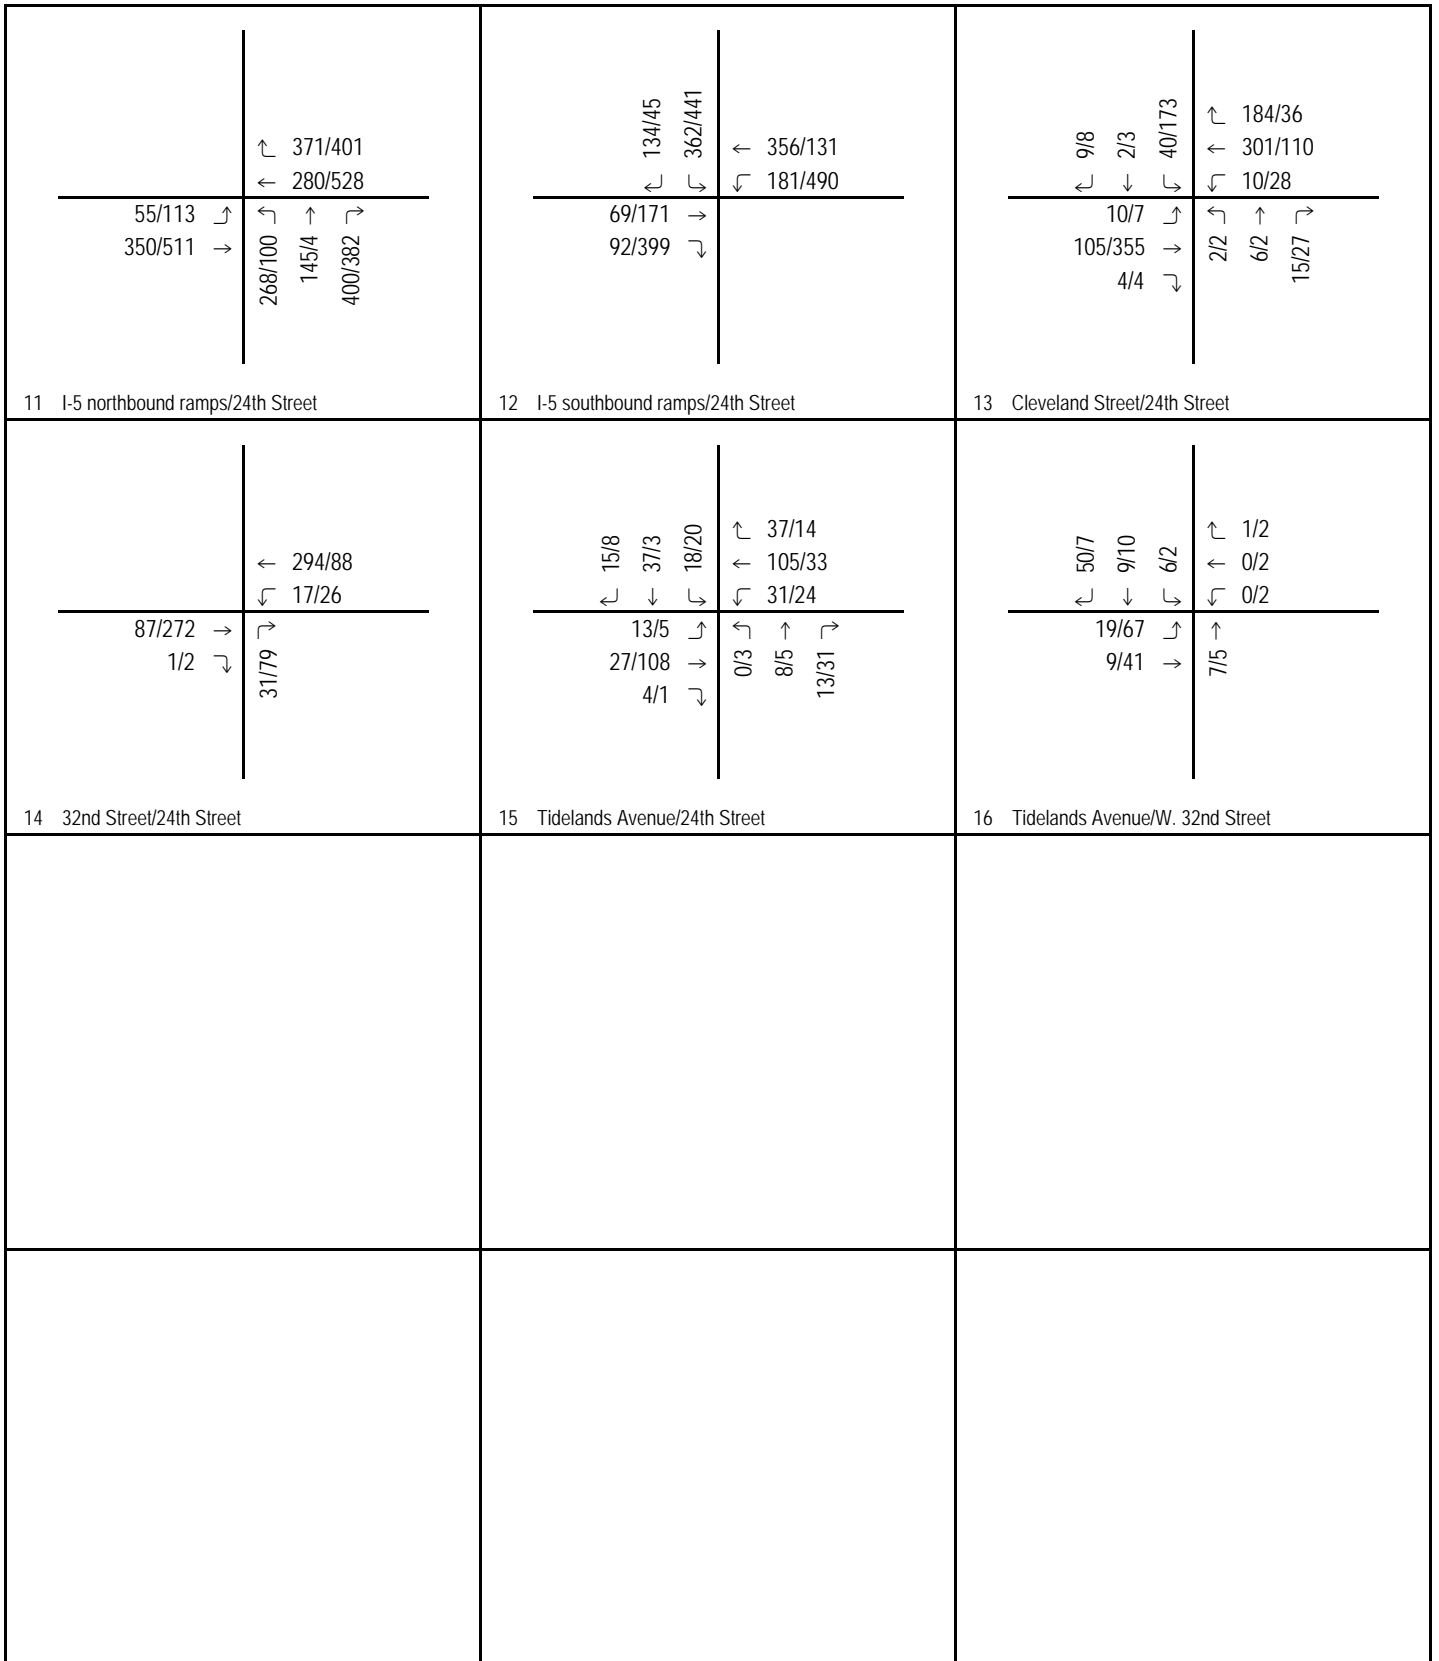 ↰ 371/401
← 280/528
55/113 ⮥
350/511 →
↰ ↑ ↱
268/100 145/4 400/382
11 I-5 northbound ramps/24th Street
134/45 362/441
↲ ↳
← 356/131
↙ 181/490
69/171 →
92/399 ↴
12 I-5 southbound ramps/24th Street
9/8 2/3 40/173
↲ ↓ ↳
184/36
← 301/110
10/28
10/7
105/355 →
4/4 ↴
↰ ↑ ↱
2/2 6/2 15/27
13 Cleveland Street/24th Street
← 294/88
17/26
87/272 →
1/2 ↴
↱
31/79
14 32nd Street/24th Street
15/8 37/3 18/20
↲ ↓ ↳
37/14
← 105/33
31/24
13/5
27/108 →
4/1 ↴
↰ ↑ ↱
0/3 8/5 13/31
15 Tidelands Avenue/24th Street
50/7 9/10 6/2
↲ ↓ ↳
1/2
← 0/2
0/2
19/67
9/41 →
↑
7/5
16 Tidelands Avenue/W. 32nd Street